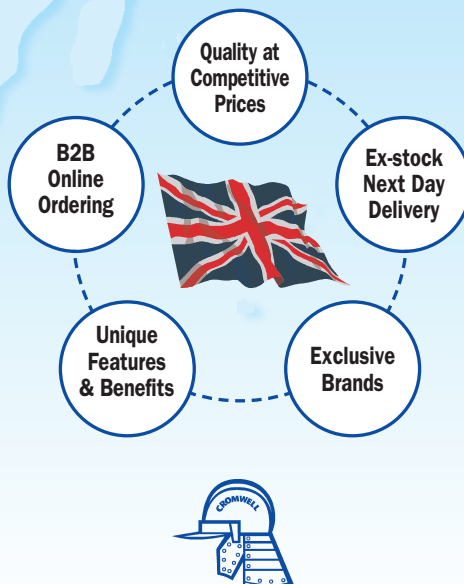 Quality at
Competitive
Prices
B2B
Online
Ordering
Ex-stock
Next Day
Delivery
Unique
Features
& Benefits
Exclusive
Brands
CROMWELL